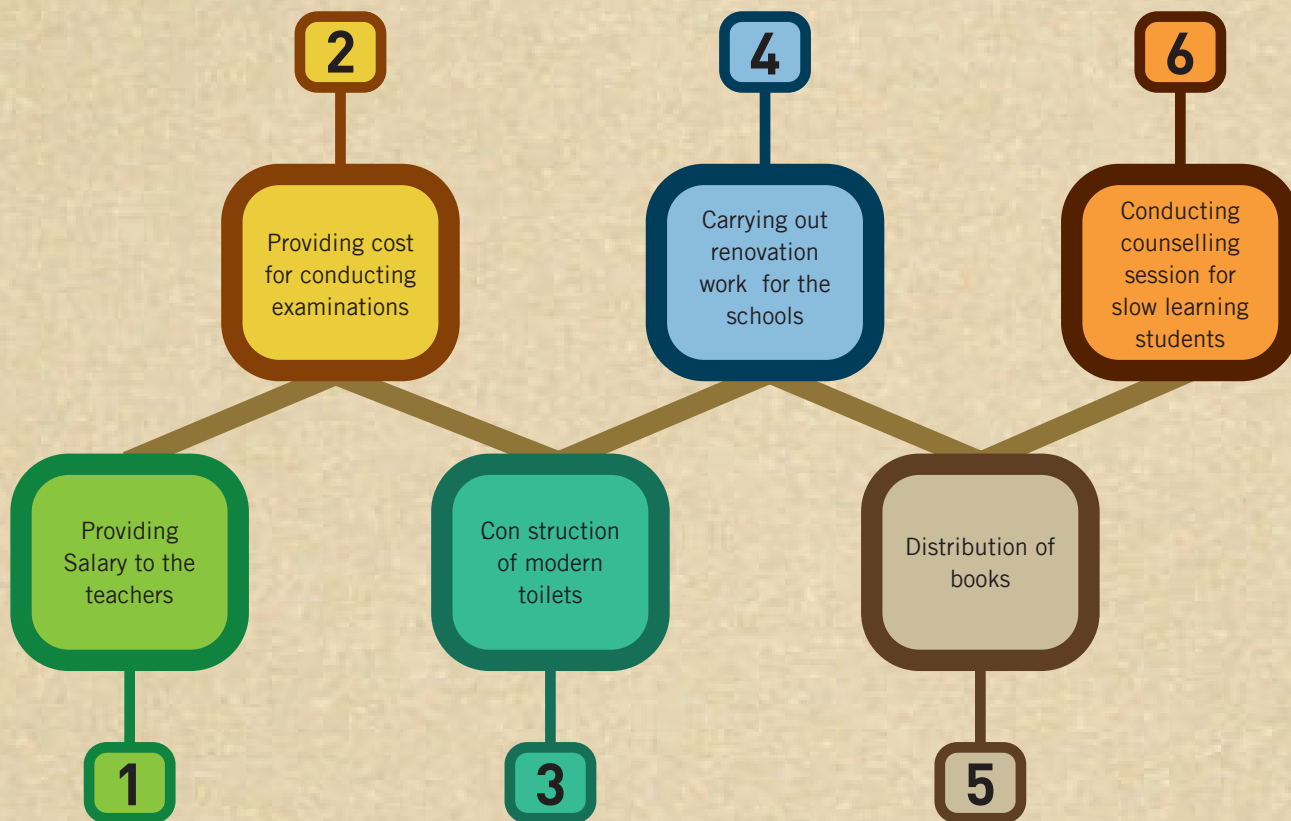 2
4
6
Providing cost
for conducting
examinations
Carrying out
renovation
work for the
schools
Conducting
counselling
session for
slow learning
students
Providing
Salary to the
teachers
Con struction
of modern
toilets
Distribution of
books
1
3
5